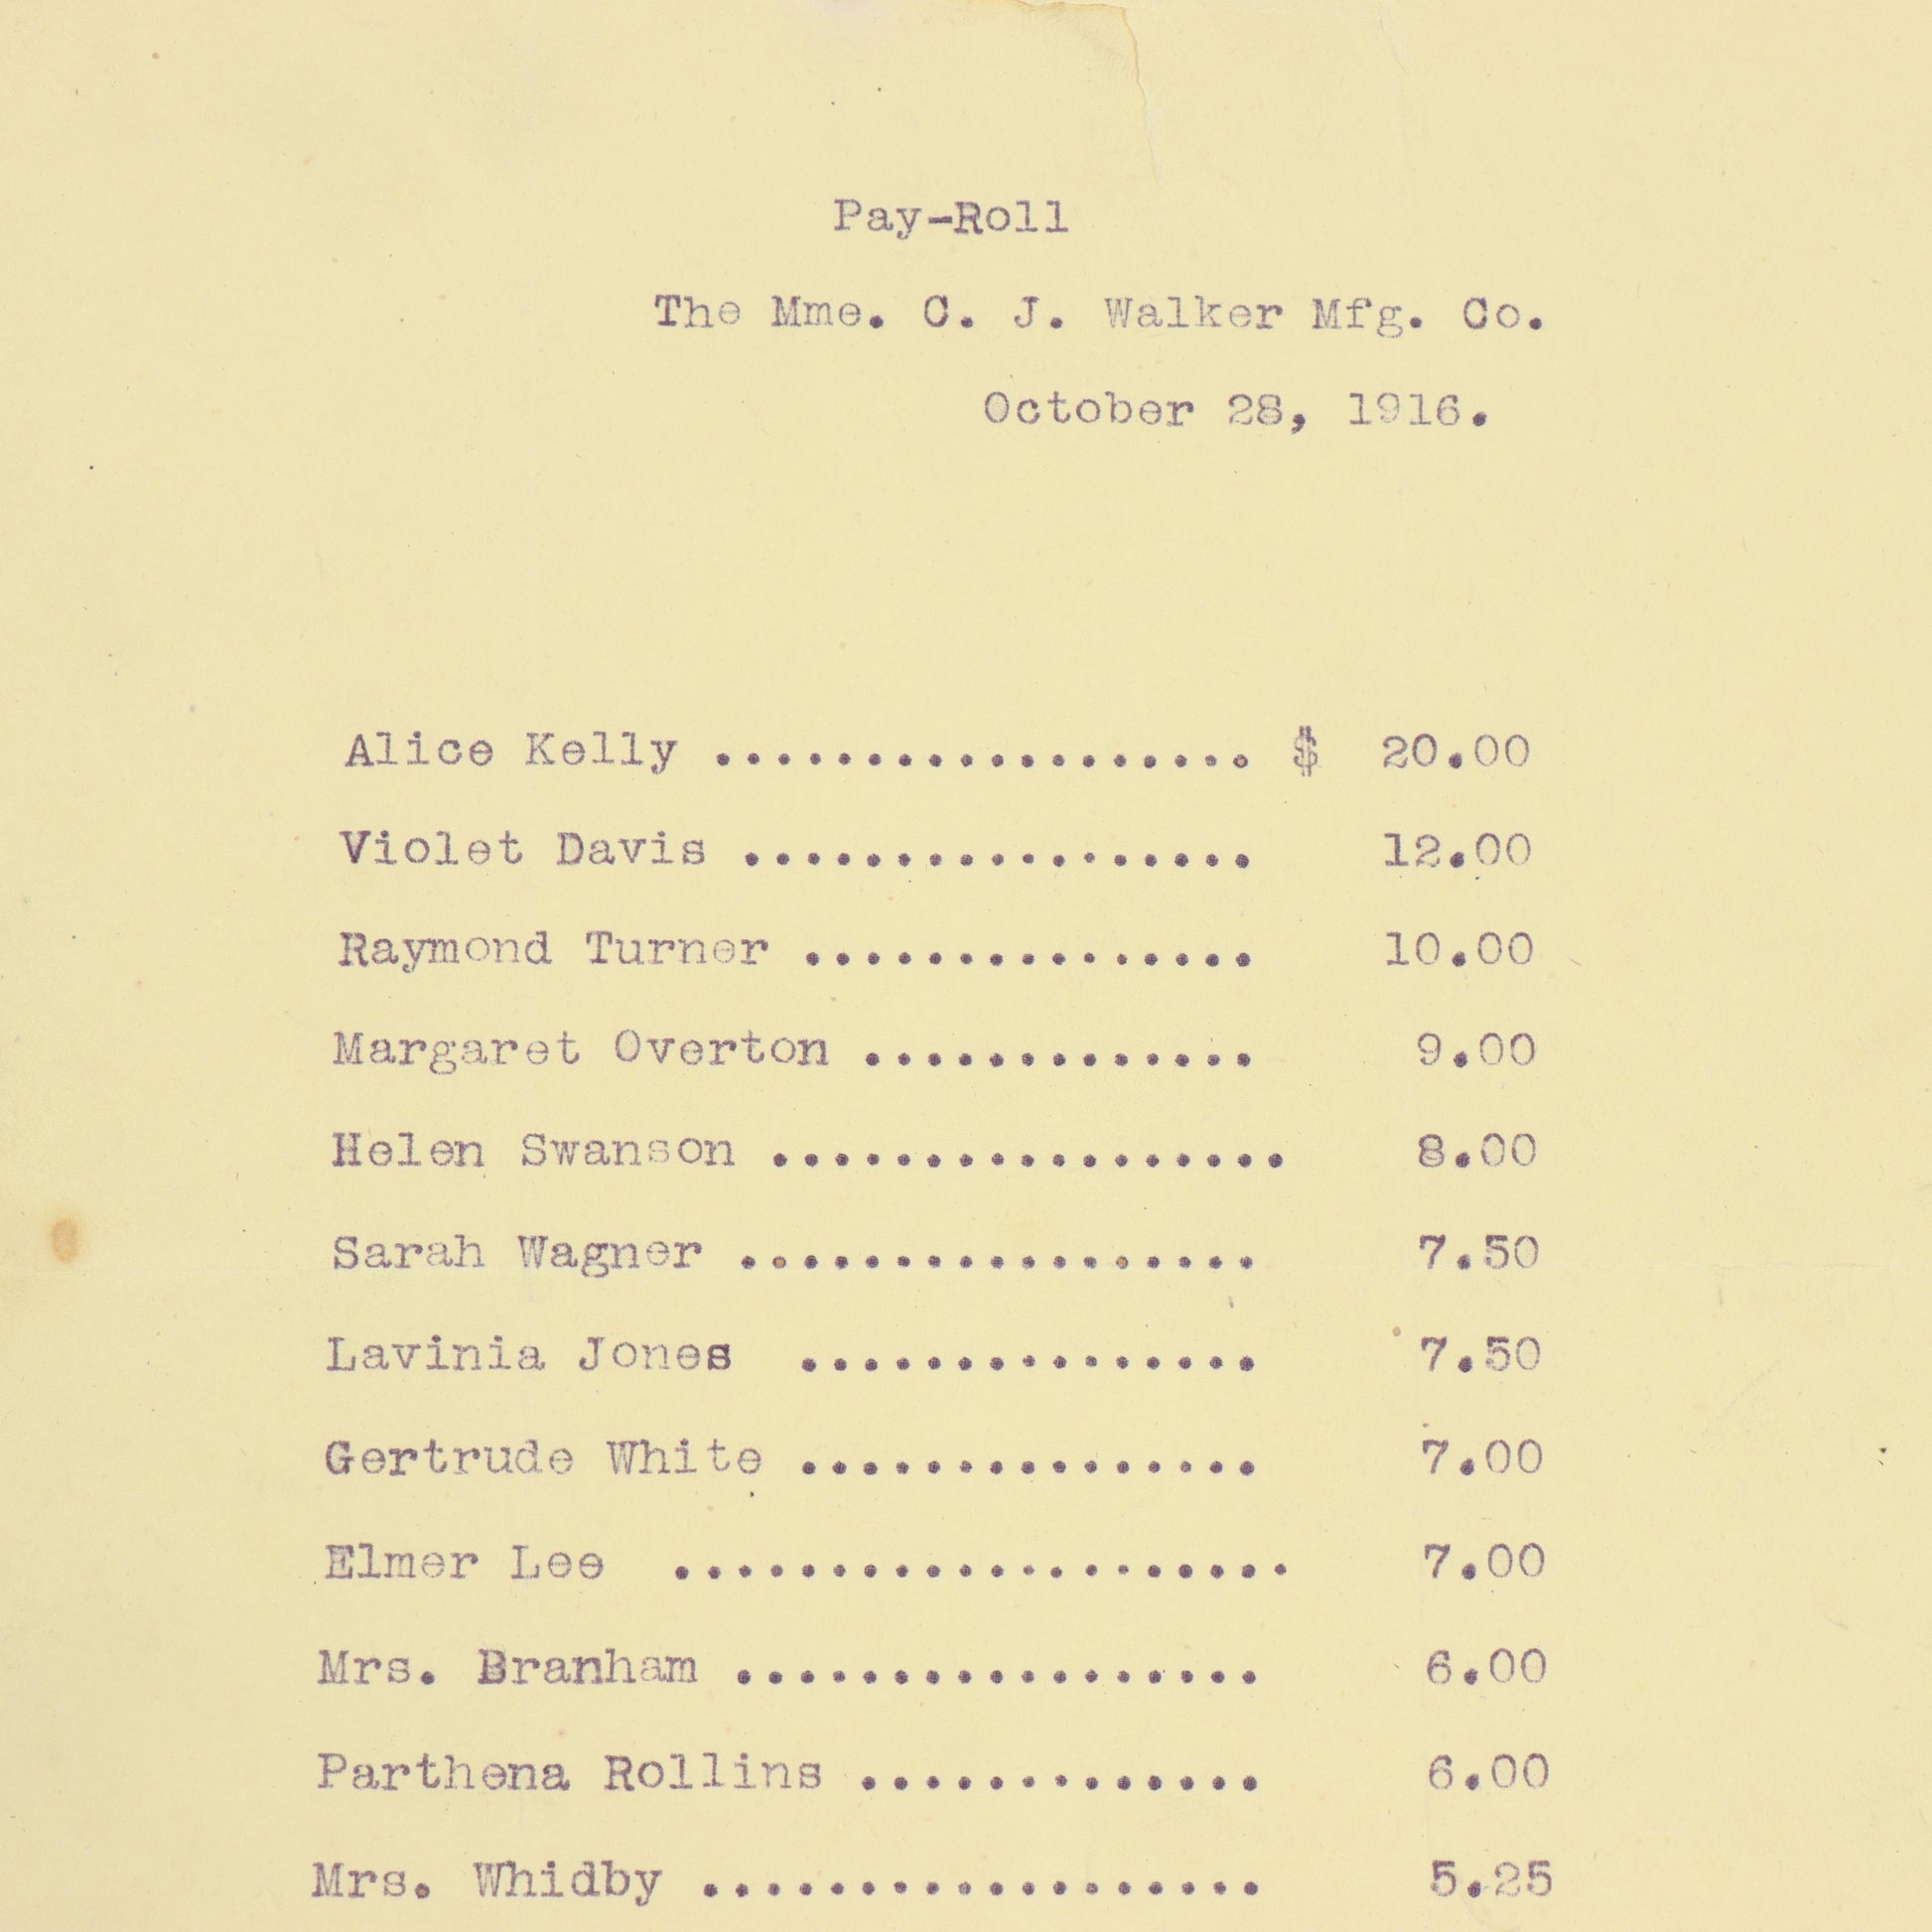 Pay-Roll
The Mme. C. J. Walker Mfg. Co.
October 28, 1916.
Alice Kelly .................. $ 20.00
Violet Davis ................. 12.00
Raymond Turner ............... 10.00
Margaret Overton ............. 9.00
Helen Swanson ................. 8.00
Sarah Wagner ................. 7.50
Lavinia Jones ............... 7.50
Gertrude White ............... 7.00
Elmer Lee .................... 7.00
Mrs. Branham ................. 6.00
Parthena Rollins ............. 6.00
Mrs. Whidby .................. 5.25